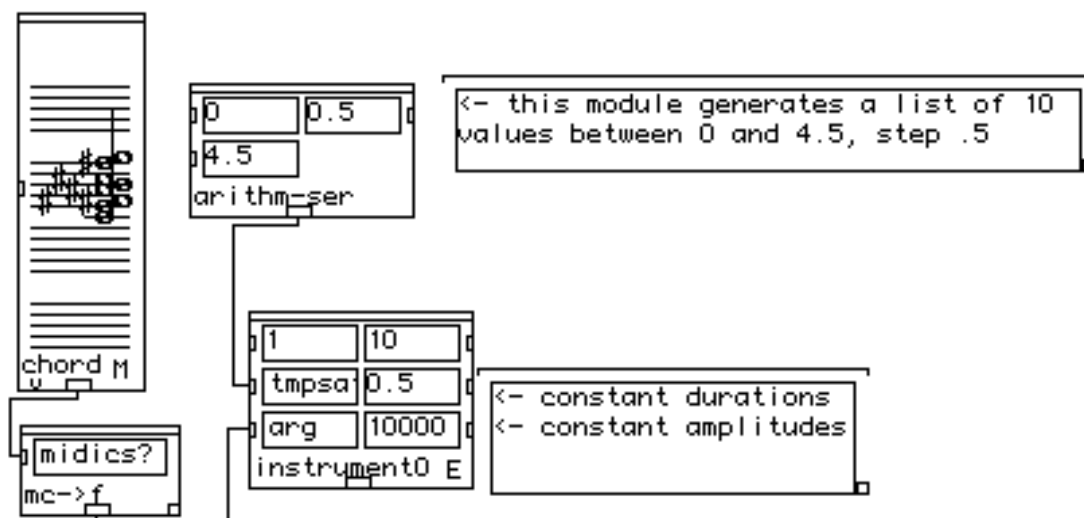 0 0.5
<- this module generates a list of 10
values between 0 and 4.5, step .5
4.5
arithm-ser
1 10
chord M
v
tmpsa 0.5
<- constant durations
arg 10000
<- constant amplitudes
midics?
instrument0 E
mc->f